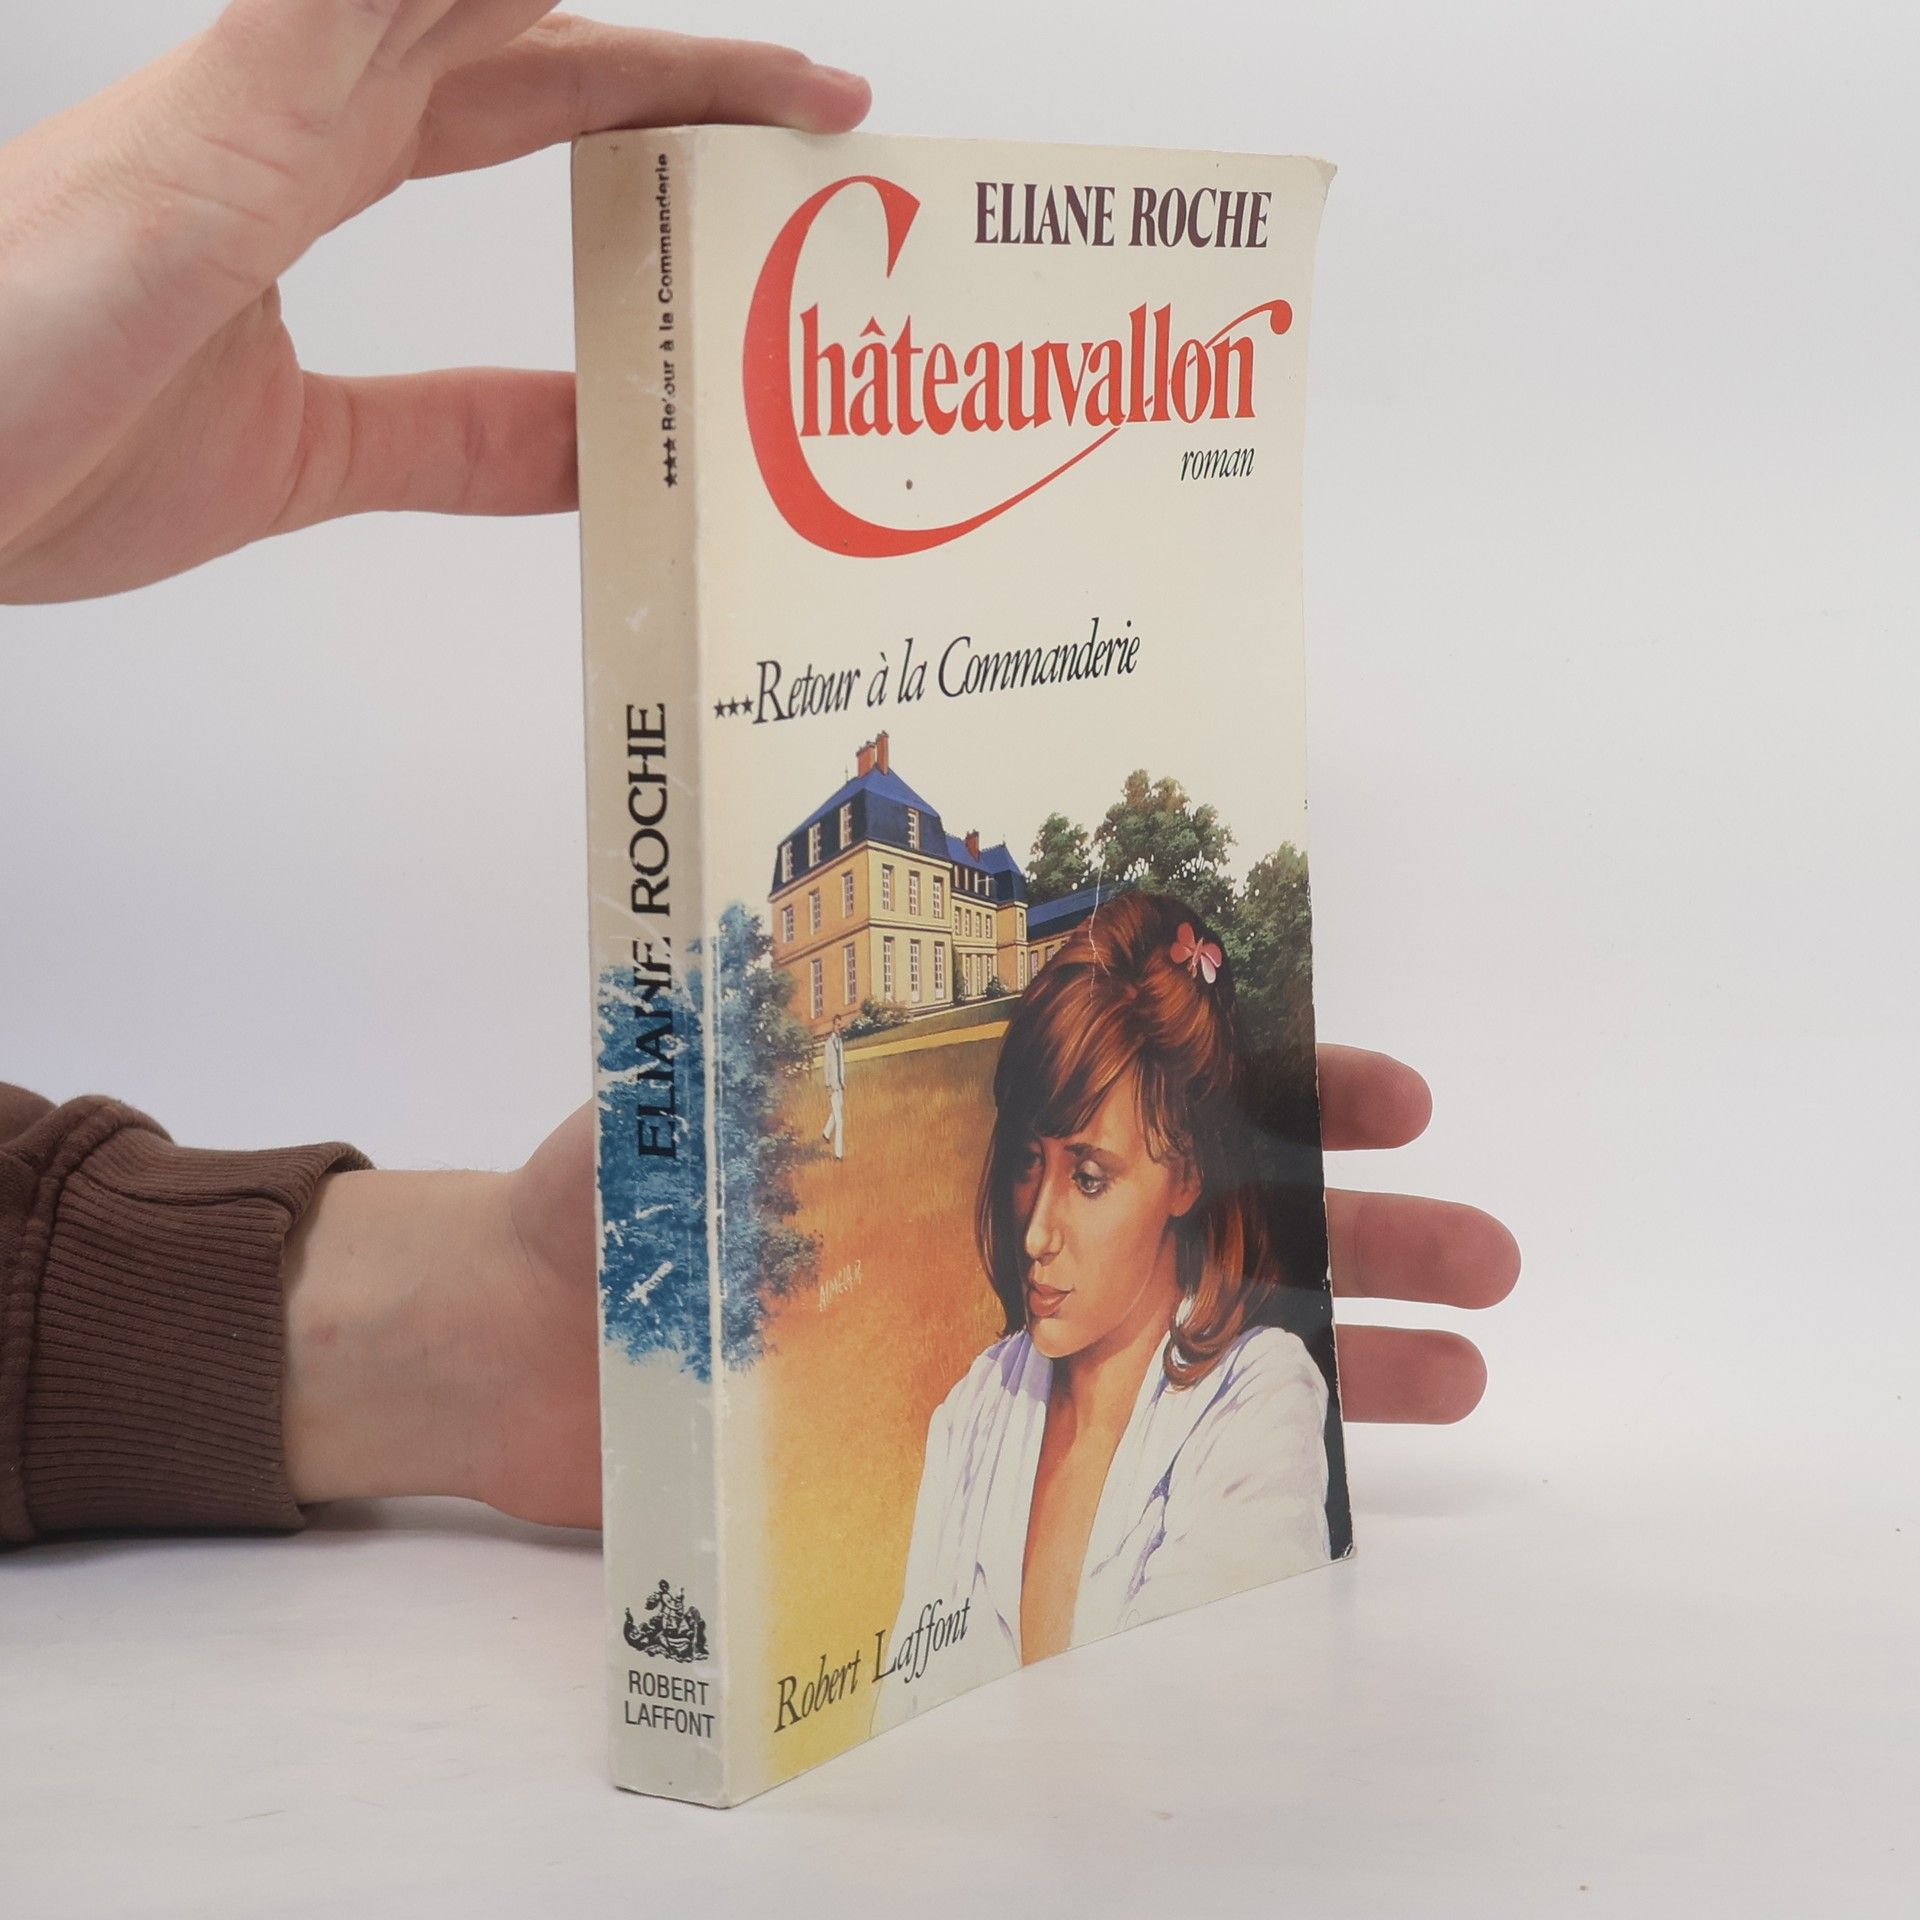 ELIANE ROCHE
Châteauvallon
roman
***Retour à la Commanderie
Robert Laffont
*** Retour à la Commanderie
ELIANE ROCHE
ROBERT
LAFFONT